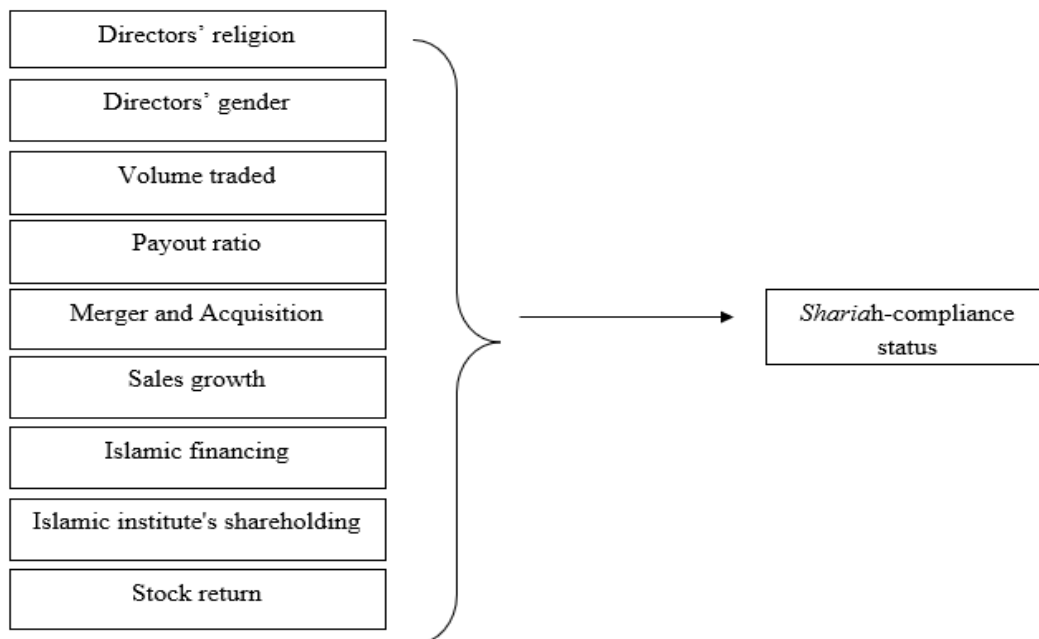 Directors’ religion
Directors’ gender
Volume traded
Payout ratio
Merger and Acquisition
Sales growth
Islamic financing
Islamic institute's shareholding
Stock return
Shariah-compliance
status